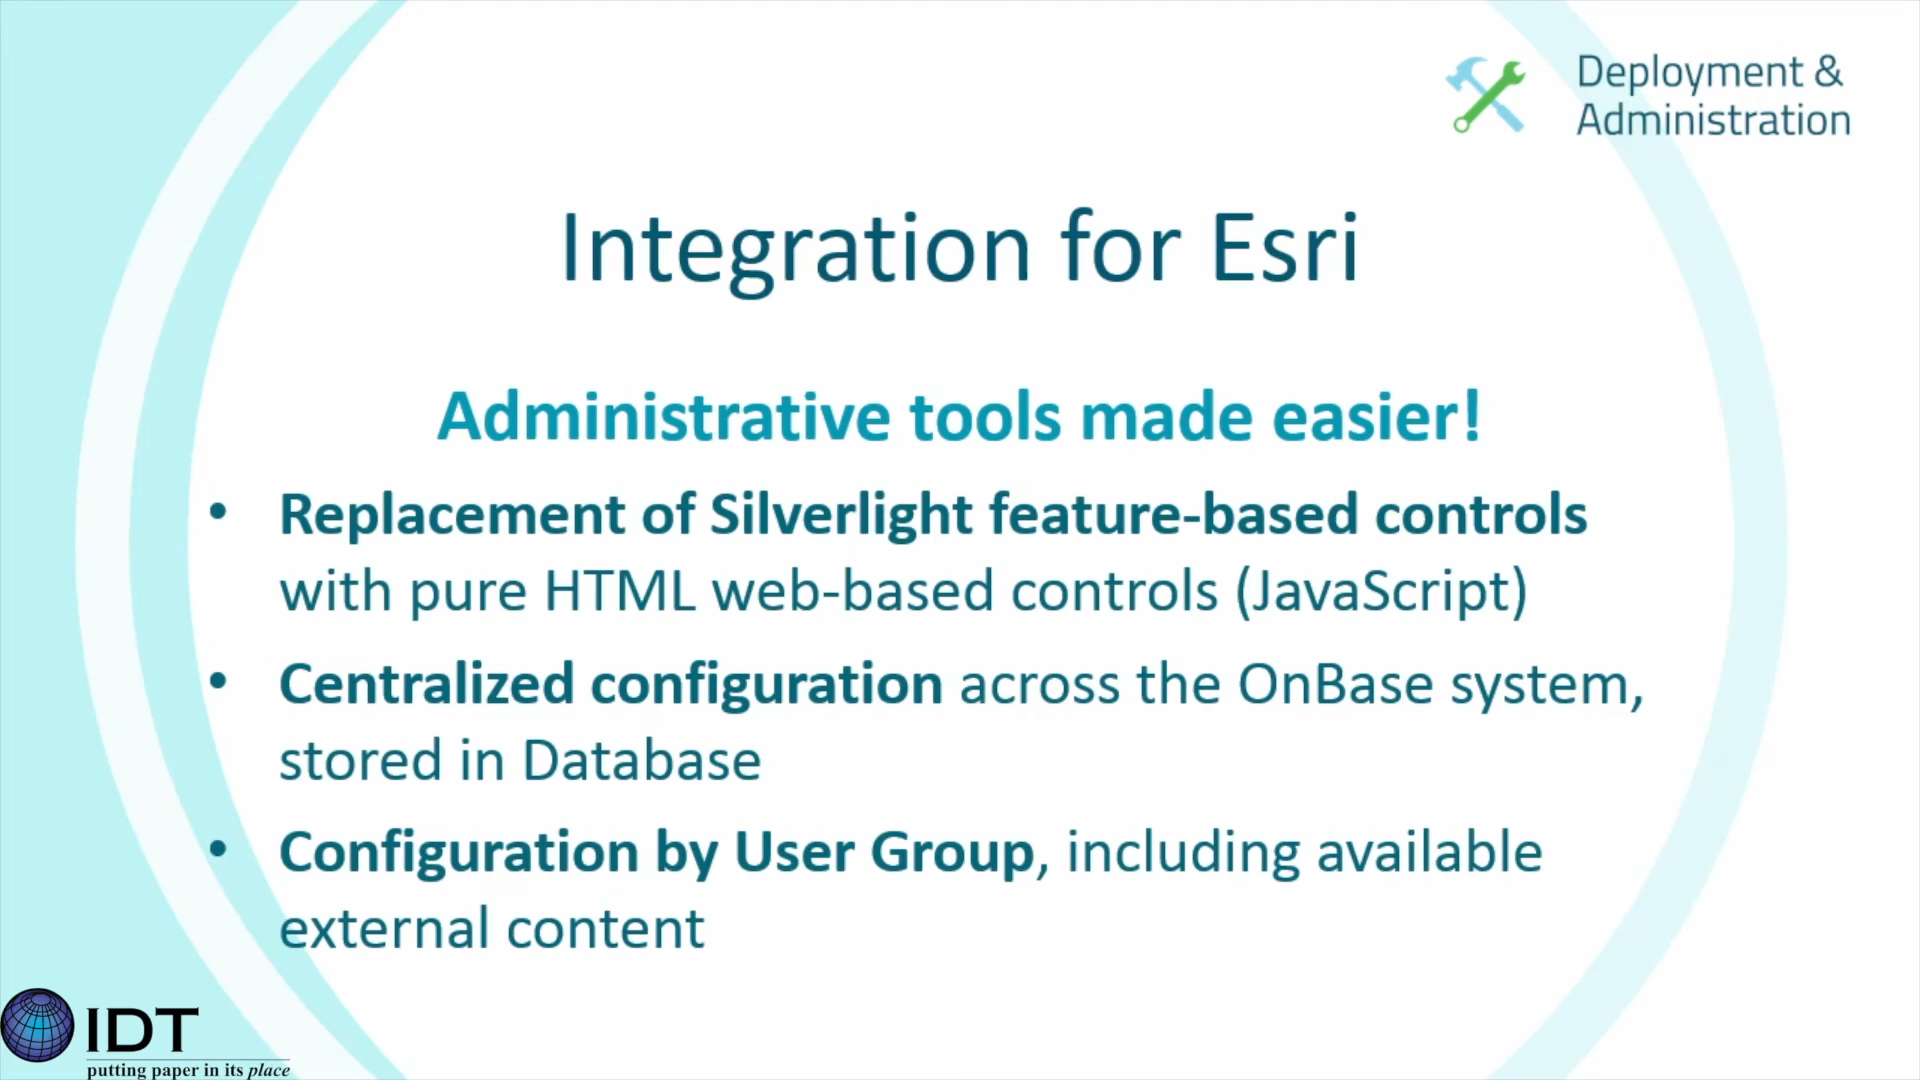 Deployment &
Administration
Integration for Esri
Administrative tools made easier!
• Replacement of Silverlight feature-based controls
with pure HTML web-based controls (JavaScript)
• Centralized configuration across the OnBase system,
stored in Database
• Configuration by User Group, including available
external content
IDT
putting paper in its place